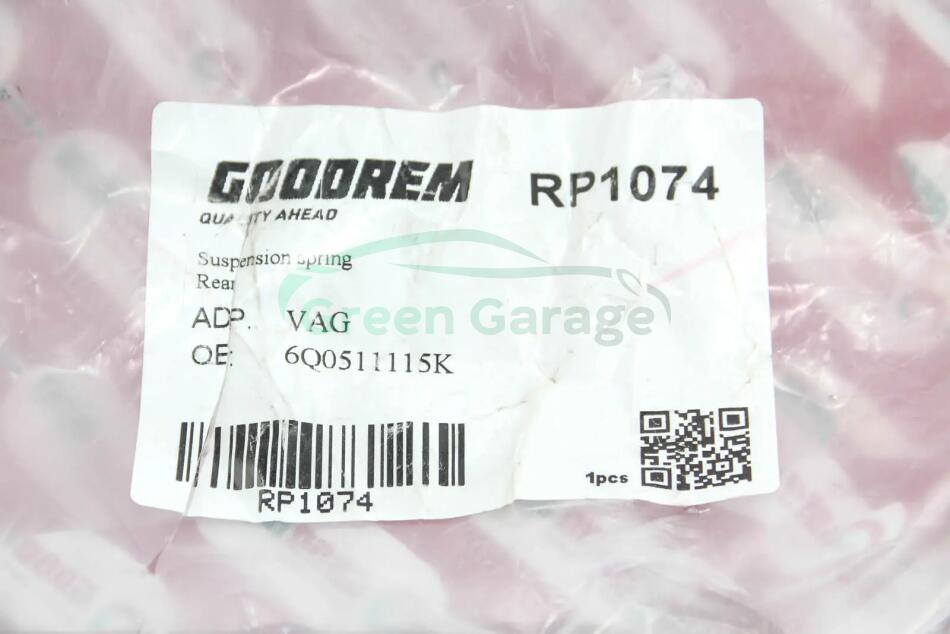 GOODREM
QUALITY AHEAD
RP1074
Suspension spring
Rear
ADP. VAG
OE: 6Q0511115K
Green Garage
RP1074
1pcs